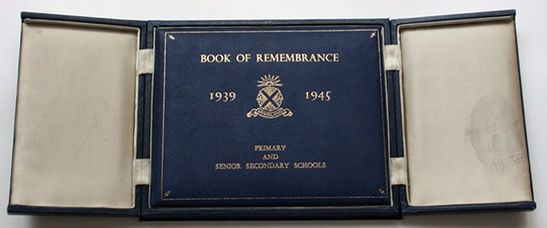 BOOK OF REMEMBRANCE
1939 1945
PRIMARY
AND
SENIOR SECONDARY SCHOOLS